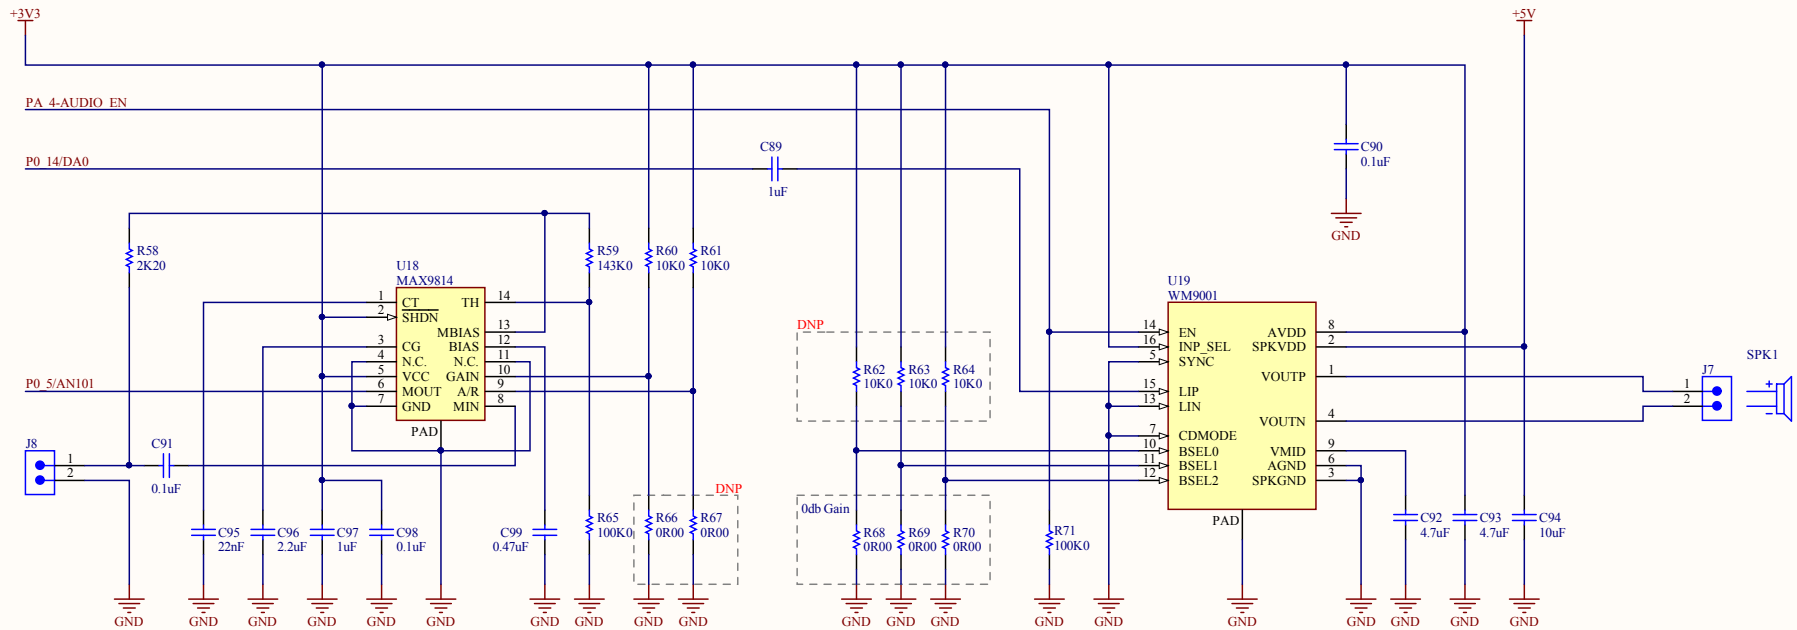 +3V3
+5V
PA_4-AUDIO_EN
P0_14/DA0
C89
1uF
C90
0.1uF
GND
R58
2K20
R59
143K0
R60
10K0
R61
10K0
U18
MAX9814
1 CT
2 SHDN
3 CG
4 N.C.
5 VCC
6 MOUT
7 GND
TH 14
MBIAS 13
BIAS 12
N.C. 11
GAIN 10
A/R 9
MIN 8
PAD
P0_5/AN101
J8
1
2
C91
0.1uF
C95
22nF
C96
2.2uF
C97
1uF
C98
0.1uF
C99
0.47uF
R65
100K0
DNP
R66
0R00
R67
0R00
DNP
R62
10K0
R63
10K0
R64
10K0
0db Gain
R68
0R00
R69
0R00
R70
0R00
R71
100K0
U19
WM9001
14 EN
16 INP_SEL
5 SYNC
15 LIP
13 LIN
7 CDMODE
10 BSEL0
11 BSEL1
12 BSEL2
AVDD 8
SPKVDD 2
VOUTP 1
VOUTN 4
VMID 9
AGND 6
SPKGND 3
PAD
J7
1
2
SPK1
+
-
C92
4.7uF
C93
4.7uF
C94
10uF
GND GND GND GND GND GND GND GND GND GND GND GND GND GND GND GND GND GND GND GND